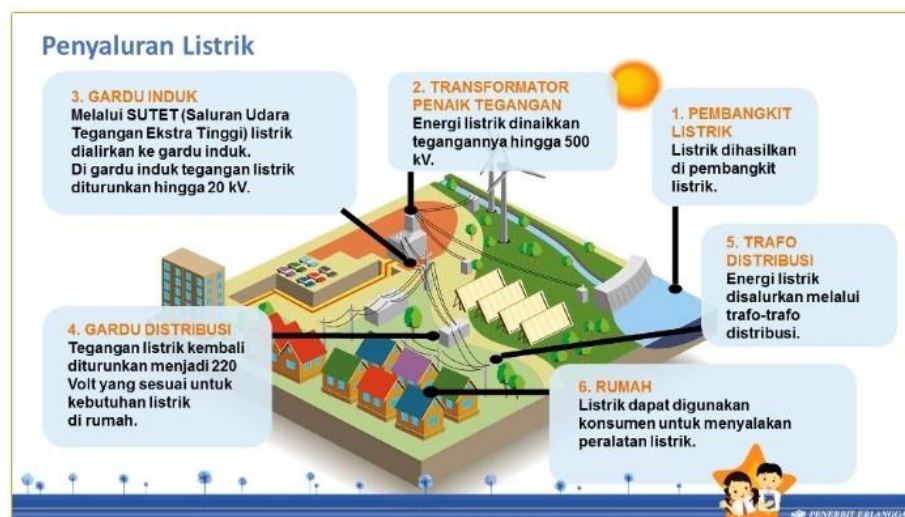 Penyaluran Listrik
3. GARDU INDUK
Melalui SUTET (Saluran Udara
Tegangan Ekstra Tinggi) listrik
dialirkan ke gardu induk.
Di gardu induk tegangan listrik
diturunkan hingga 20 kV.
2. TRANSFORMATOR
PENAIK TEGANGAN
Energi listrik dinaikkan
tegangannya hingga 500
kV.
1. PEMBANGKIT
LISTRIK
Listrik dihasilkan
di pembangkit
listrik.
5. TRAFO
DISTRIBUSI
Energi listrik
disalurkan melalui
trafo-trafo
distribusi.
4. GARDU DISTRIBUSI
Tegangan listrik kembali
diturunkan menjadi 220
Volt yang sesuai untuk
kebutuhan listrik
di rumah.
6. RUMAH
Listrik dapat digunakan
konsumen untuk menyalakan
peralatan listrik.
PENERBIT ERLANGGA